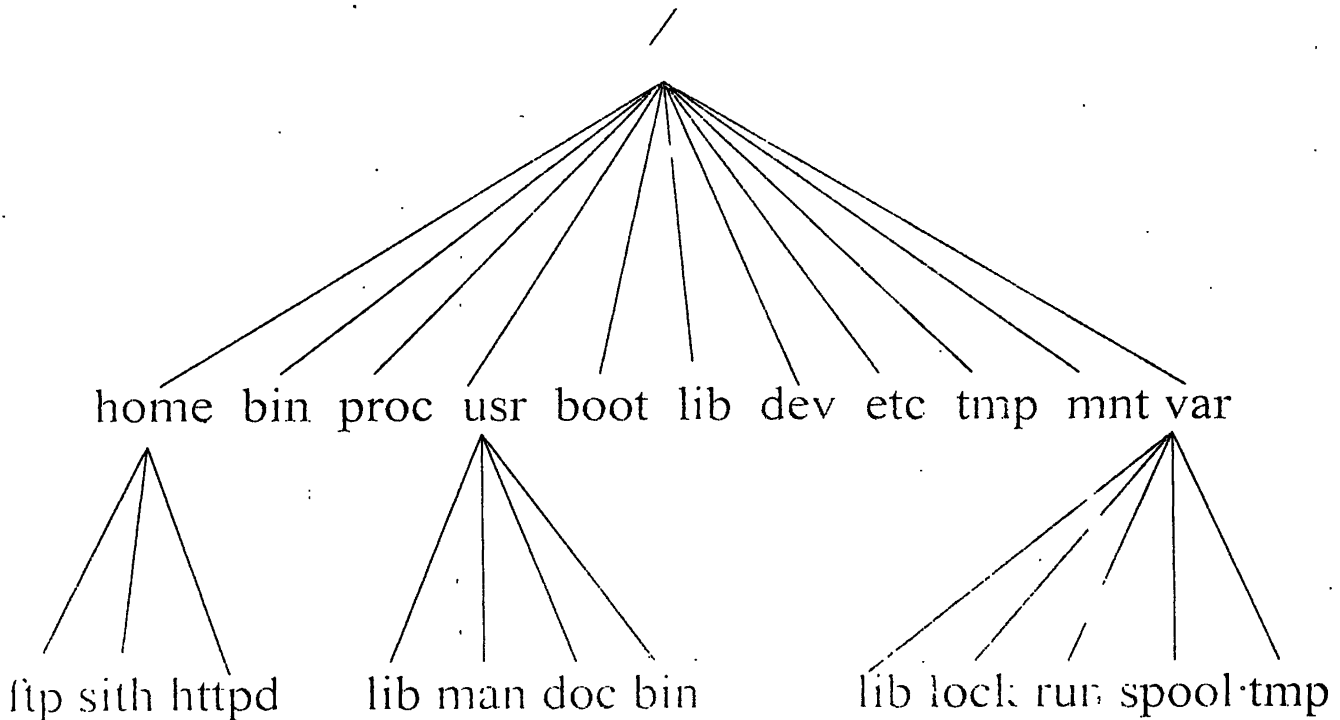 /
home bin proc usr boot lib dev etc tmp mnt var
ftp sith httpd lib man doc bin lib lock run spool tmp